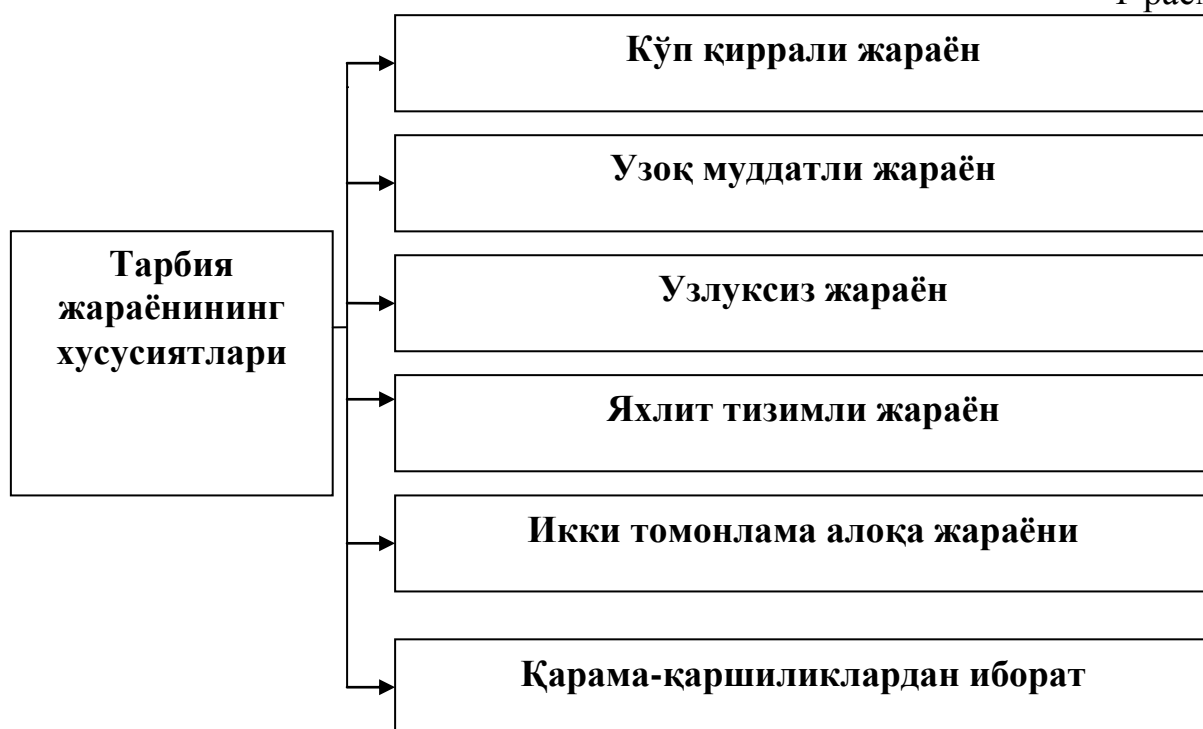 Кўп қиррали жараён
Узоқ муддатли жараён
Тарбия
жараёнининг
хусусиятлари
Узлуксиз жараён
Яхлит тизимли жараён
Икки томонлама алоқа жараёни
Қарама-қаршиликлардан иборат